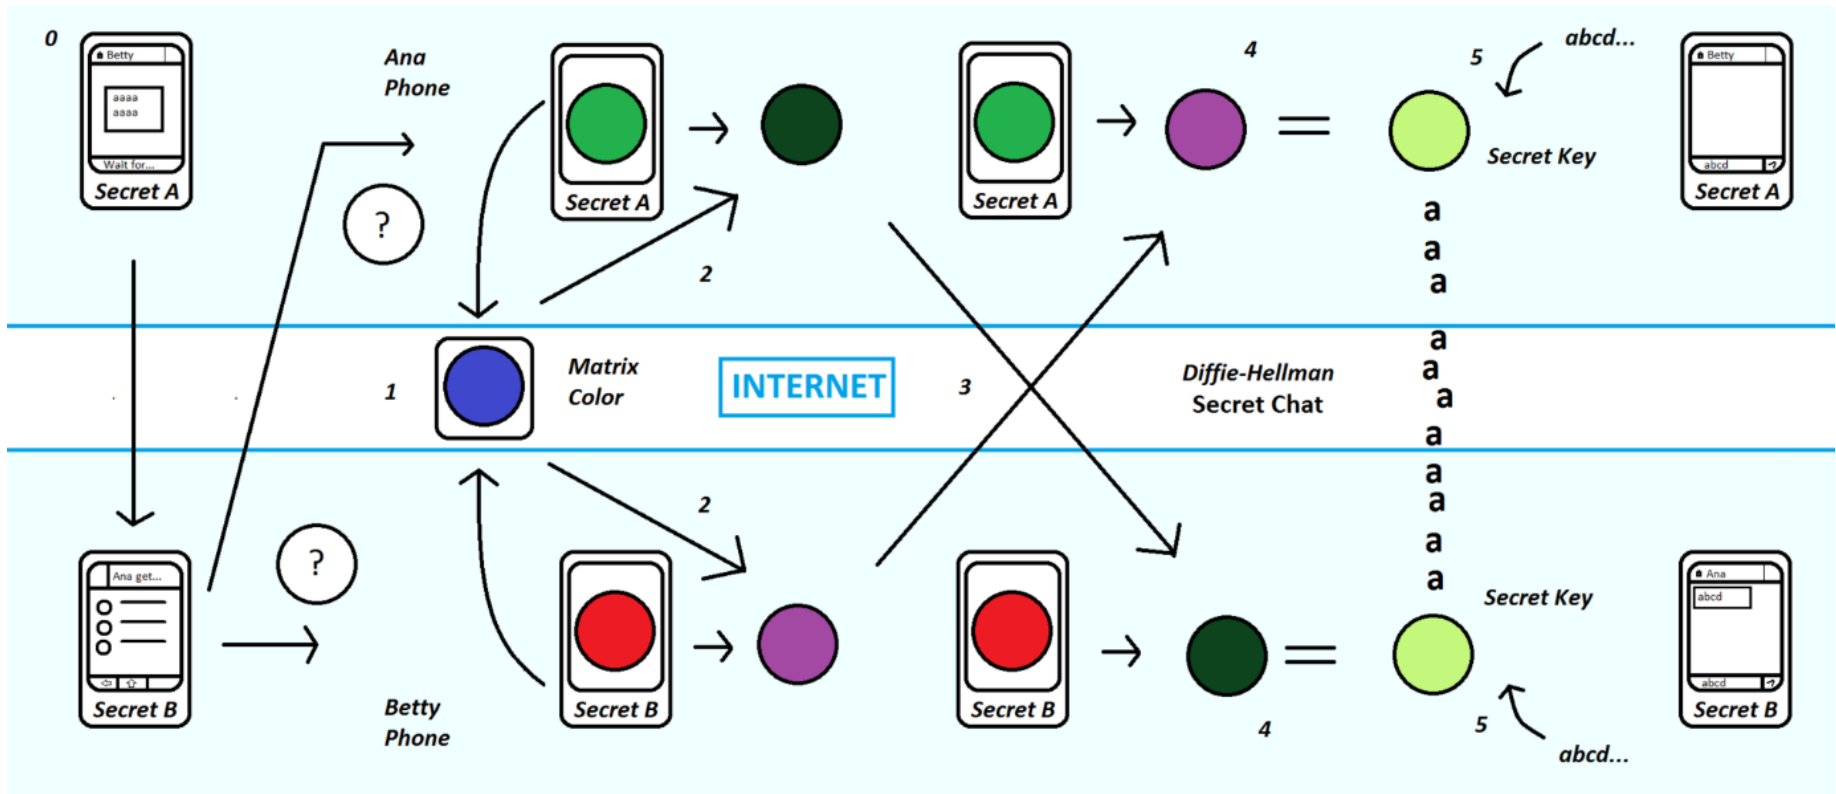 0
Betty
aaaa
aaaa
Wait for...
Secret A
Ana
Phone
?
Secret A
2
Secret A
4
5
abcd...
Secret Key
Betty
abcd
Secret A
a
a
a
1
Matrix
Color
INTERNET
3
Diffie-Hellman
Secret Chat
a
a
a
a
a
a
a
a
Ana get...
Secret B
?
Betty
Phone
2
Secret B
Secret B
4
Secret Key
5
abcd...
Ana
abcd
abcd
Secret B